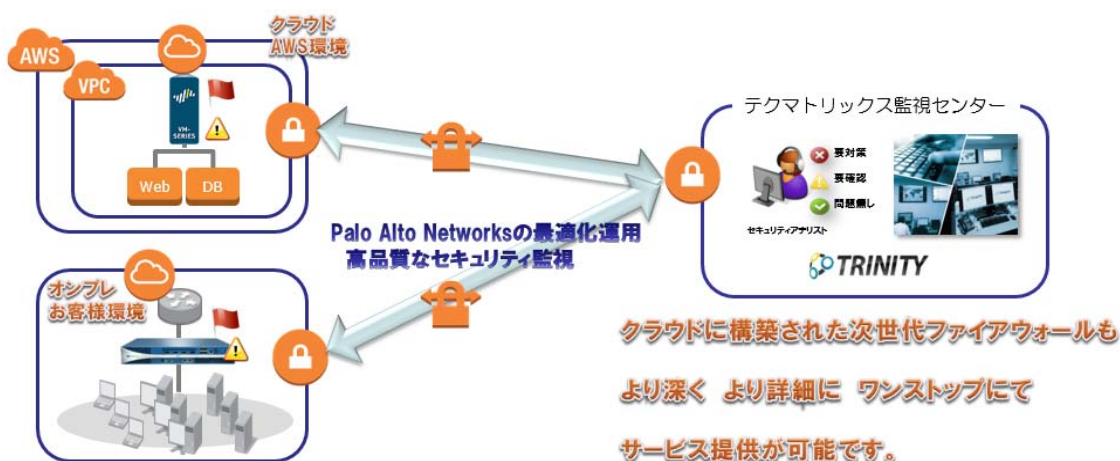 クラウド
AWS環境
AWS
VPC
VM-
SERIES
Web
DB
テクマトリックス監視センター
要対策
要確認
問題無し
セキュリティアナリスト
TRINITY
Palo Alto Networksの最適化運用
高品質なセキュリティ監視
オンプレ
お客様環境
クラウドに構築された次世代ファイアウォールも
より深く より詳細に ワンストップにて
サービス提供が可能です。